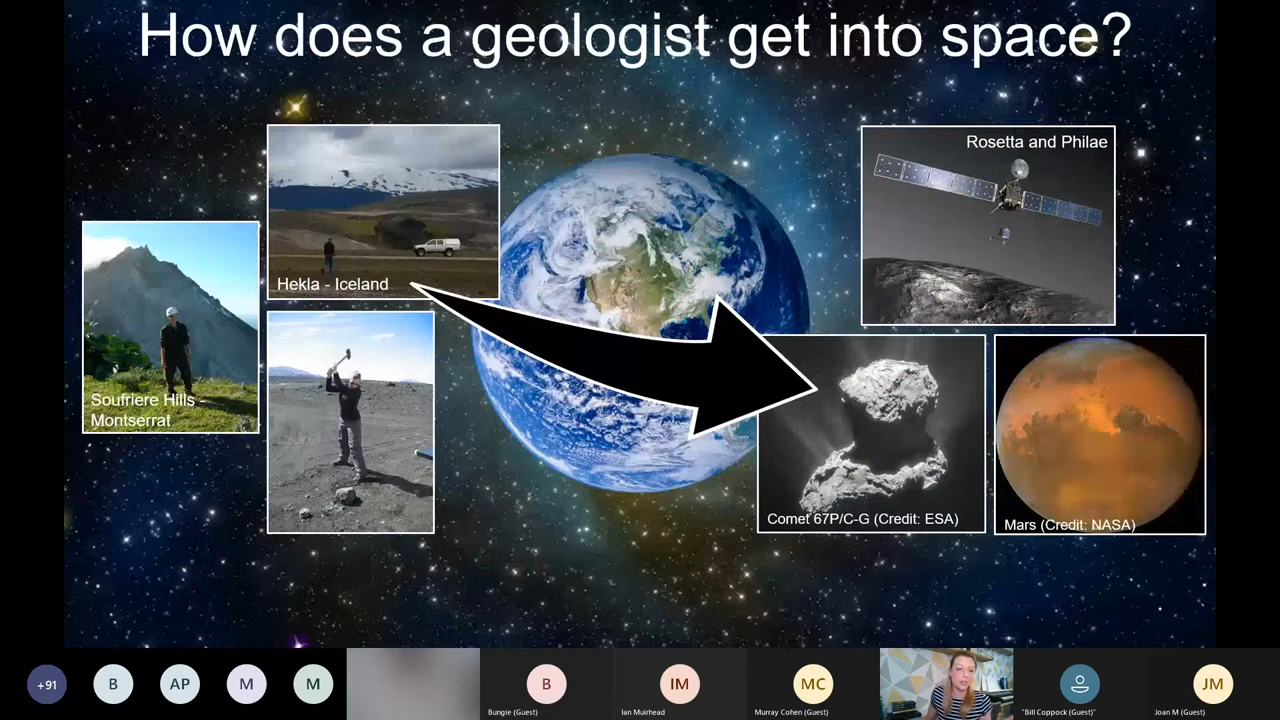 How does a geologist get into space?
Rosetta and Philae
Hekla - Iceland
Soufriere Hills -
Montserrat
Comet 67P/C-G (Credit: ESA)
Mars (Credit: NASA)
+91
B
AP
M
M
B
IM
MC
JM
Bungie (Guest)
Ian Muirhead
Murray Cohen (Guest)
"Bill Coppock (Guest)"
Joan M (Guest)